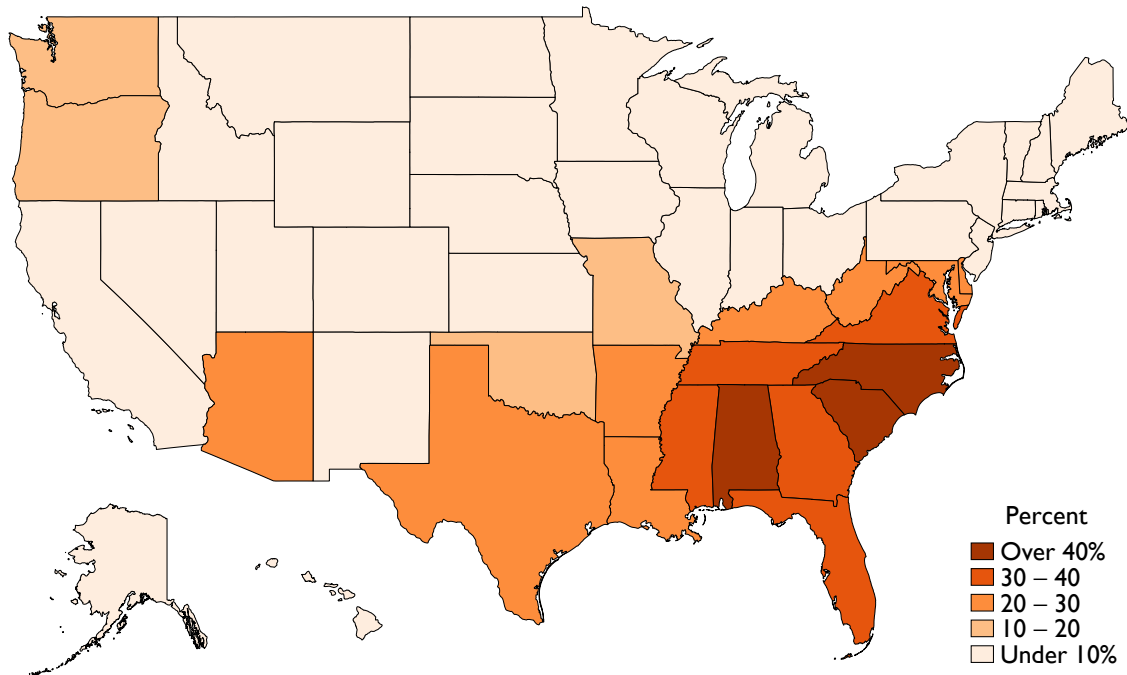 Percent
Over 40%
30 – 40
20 – 30
10 – 20
Under 10%